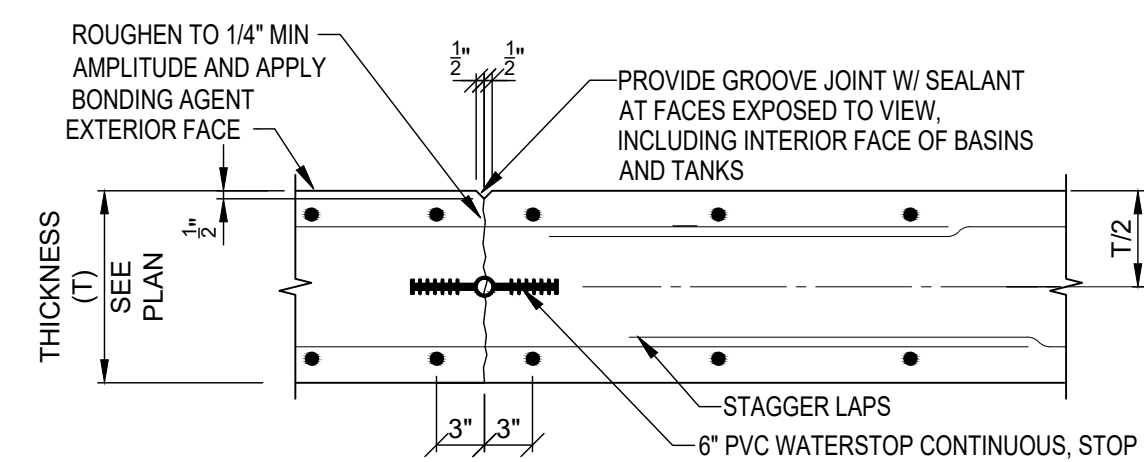 ROUGHEN TO 1/4" MIN
AMPLITUDE AND APPLY
BONDING AGENT
EXTERIOR FACE
1/2"
1/2"
PROVIDE GROOVE JOINT W/ SEALANT
AT FACES EXPOSED TO VIEW,
INCLUDING INTERIOR FACE OF BASINS
AND TANKS
THICKNESS
(T)
SEE
PLAN
1/2"
T/2
3"
3"
STAGGER LAPS
6" PVC WATERSTOP CONTINUOUS, STOP